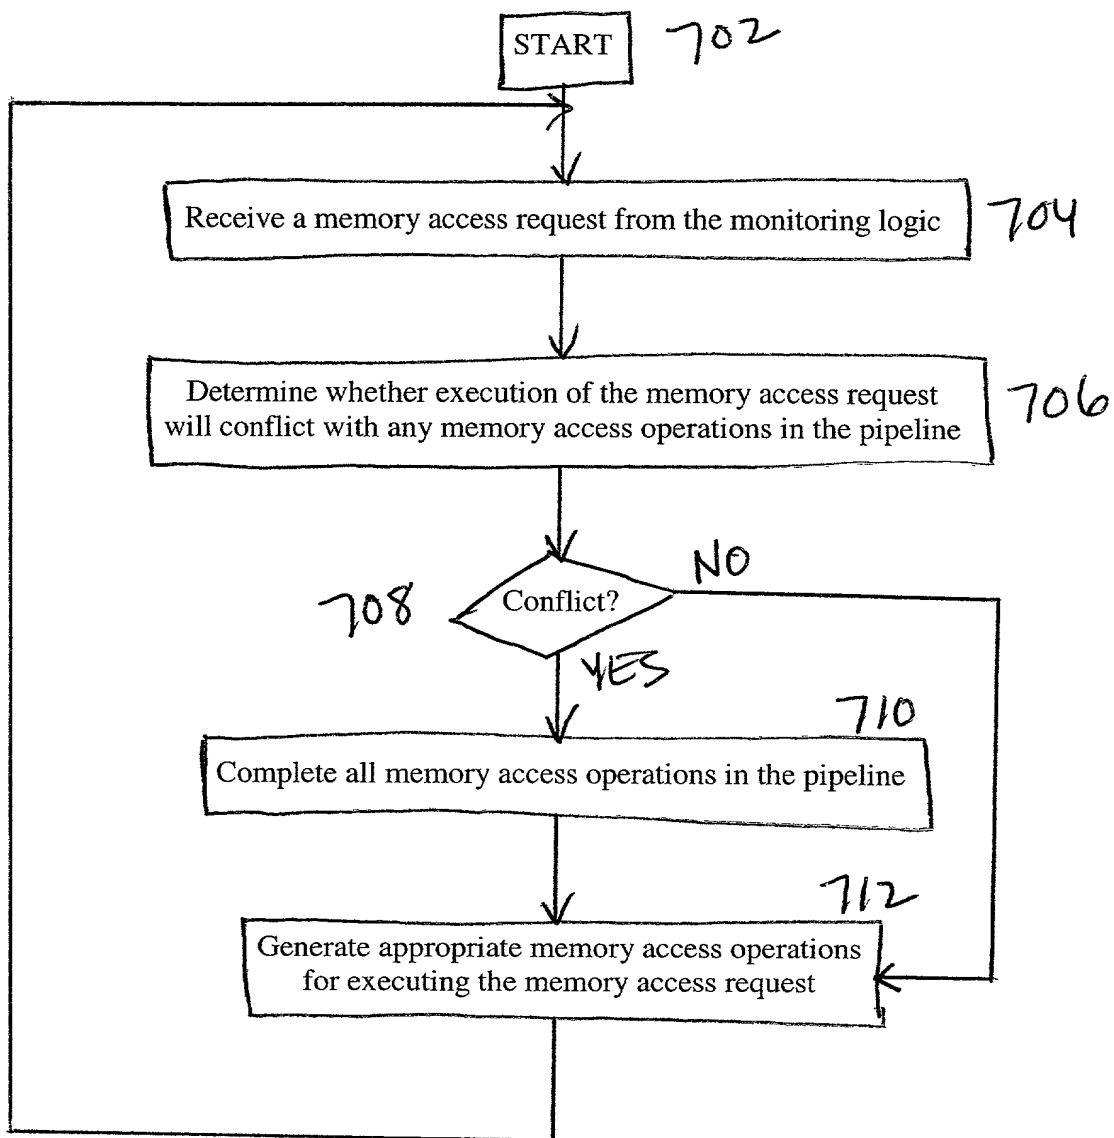 START 702
Receive a memory access request from the monitoring logic 704
Determine whether execution of the memory access request
will conflict with any memory access operations in the pipeline
706
NO
708 Conflict?
YES
710
Complete all memory access operations in the pipeline
712
Generate appropriate memory access operations
for executing the memory access request